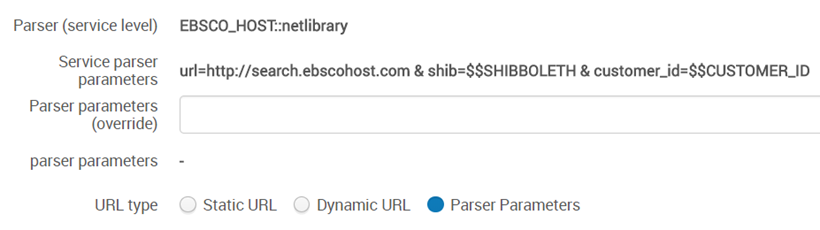 Parser (service level) EBSCO_HOST::netlibrary
Service parser parameters url=http://search.ebscohost.com & shib=$$SHIBBOLETH & customer_id=$$CUSTOMER_ID
Parser parameters (override)
parser parameters -
URL type Static URL Dynamic URL Parser Parameters